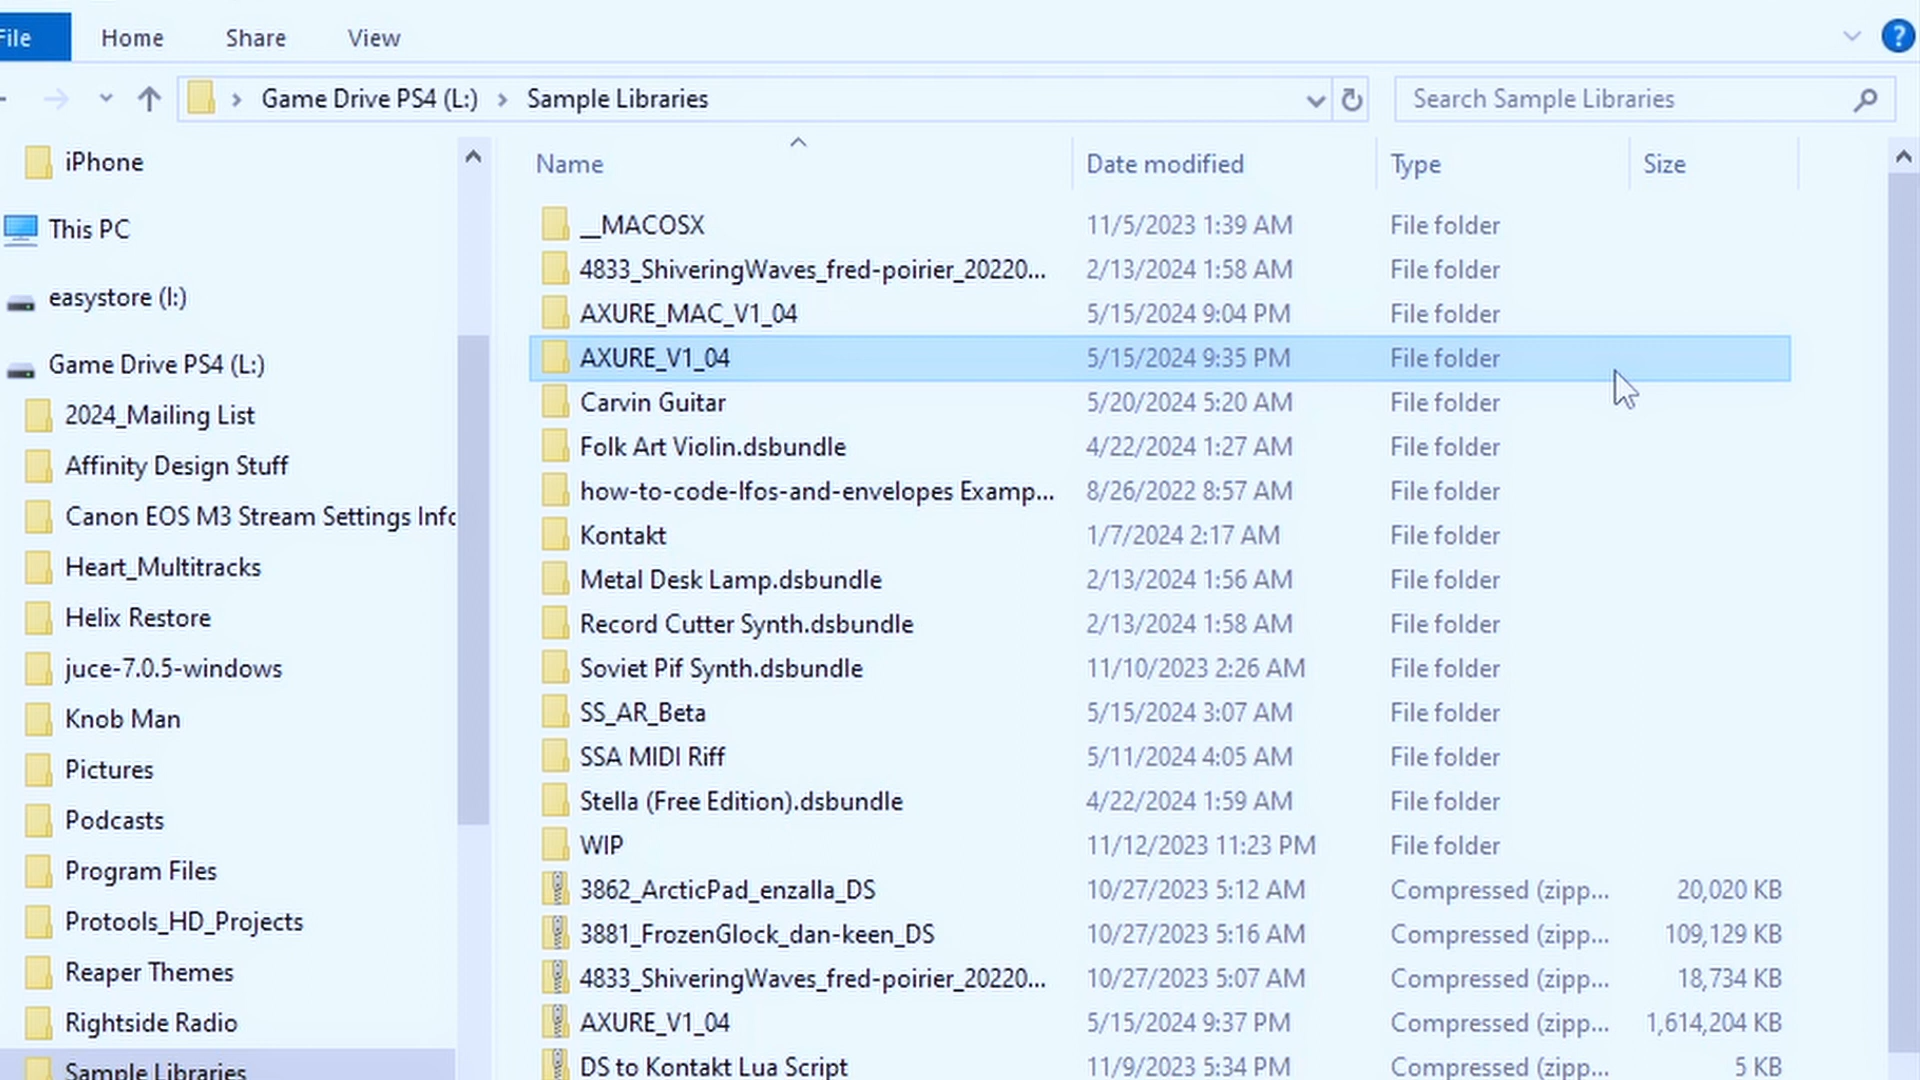 File Home Share View
Game Drive PS4 (L:) Sample Libraries Search Sample Libraries
iPhone
This PC
easystore (I:)
Game Drive PS4 (L:)
2024_Mailing List
Affinity Design Stuff
Canon EOS M3 Stream Settings Info
Heart_Multitracks
Helix Restore
juce-7.0.5-windows
Knob Man
Pictures
Podcasts
Program Files
Protools_HD_Projects
Reaper Themes
Rightside Radio
Sample Libraries
Name Date modified Type Size
__MACOSX 11/5/2023 1:39 AM File folder
4833_ShiveringWaves_fred-poirier_20220... 2/13/2024 1:58 AM File folder
AXURE_MAC_V1_04 5/15/2024 9:04 PM File folder
AXURE_V1_04 5/15/2024 9:35 PM File folder
Carvin Guitar 5/20/2024 5:20 AM File folder
Folk Art Violin.dsbundle 4/22/2024 1:27 AM File folder
how-to-code-lfos-and-envelopes Examp... 8/26/2022 8:57 AM File folder
Kontakt 1/7/2024 2:17 AM File folder
Metal Desk Lamp.dsbundle 2/13/2024 1:56 AM File folder
Record Cutter Synth.dsbundle 2/13/2024 1:58 AM File folder
Soviet Pif Synth.dsbundle 11/10/2023 2:26 AM File folder
SS_AR_Beta 5/15/2024 3:07 AM File folder
SSA MIDI Riff 5/11/2024 4:05 AM File folder
Stella (Free Edition).dsbundle 4/22/2024 1:59 AM File folder
WIP 11/12/2023 11:23 PM File folder
3862_ArcticPad_enzalla_DS 10/27/2023 5:12 AM Compressed (zipp... 20,020 KB
3881_FrozenGlock_dan-keen_DS 10/27/2023 5:16 AM Compressed (zipp... 109,129 KB
4833_ShiveringWaves_fred-poirier_20220... 10/27/2023 5:07 AM Compressed (zipp... 18,734 KB
AXURE_V1_04 5/15/2024 9:37 PM Compressed (zipp... 1,614,204 KB
DS to Kontakt Lua Script 11/9/2023 5:34 PM Compressed (zipp... 5 KB